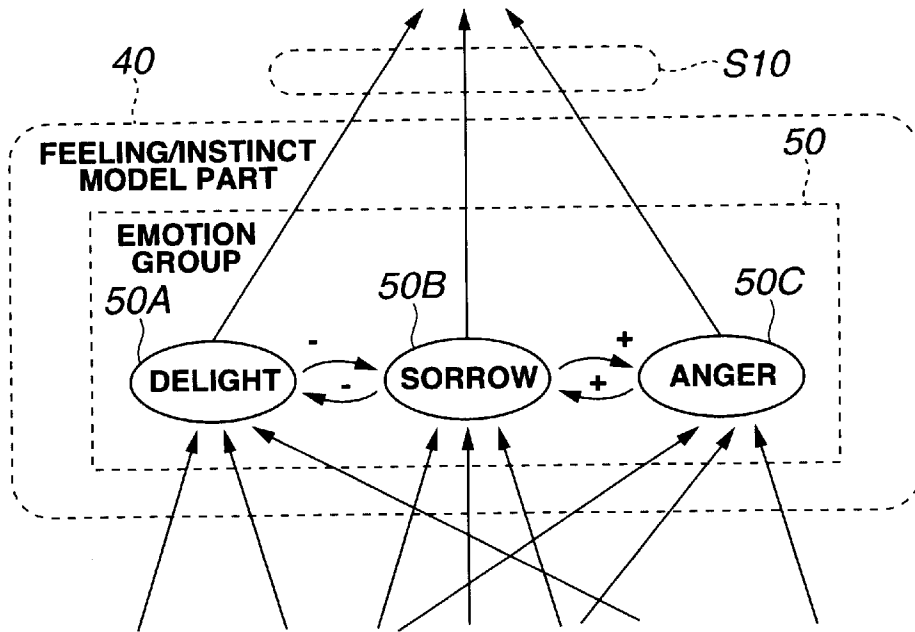 40
S10
FEELING/INSTINCT
MODEL PART
50
EMOTION
GROUP
50A
50B
50C
- +
DELIGHT - SORROW + ANGER